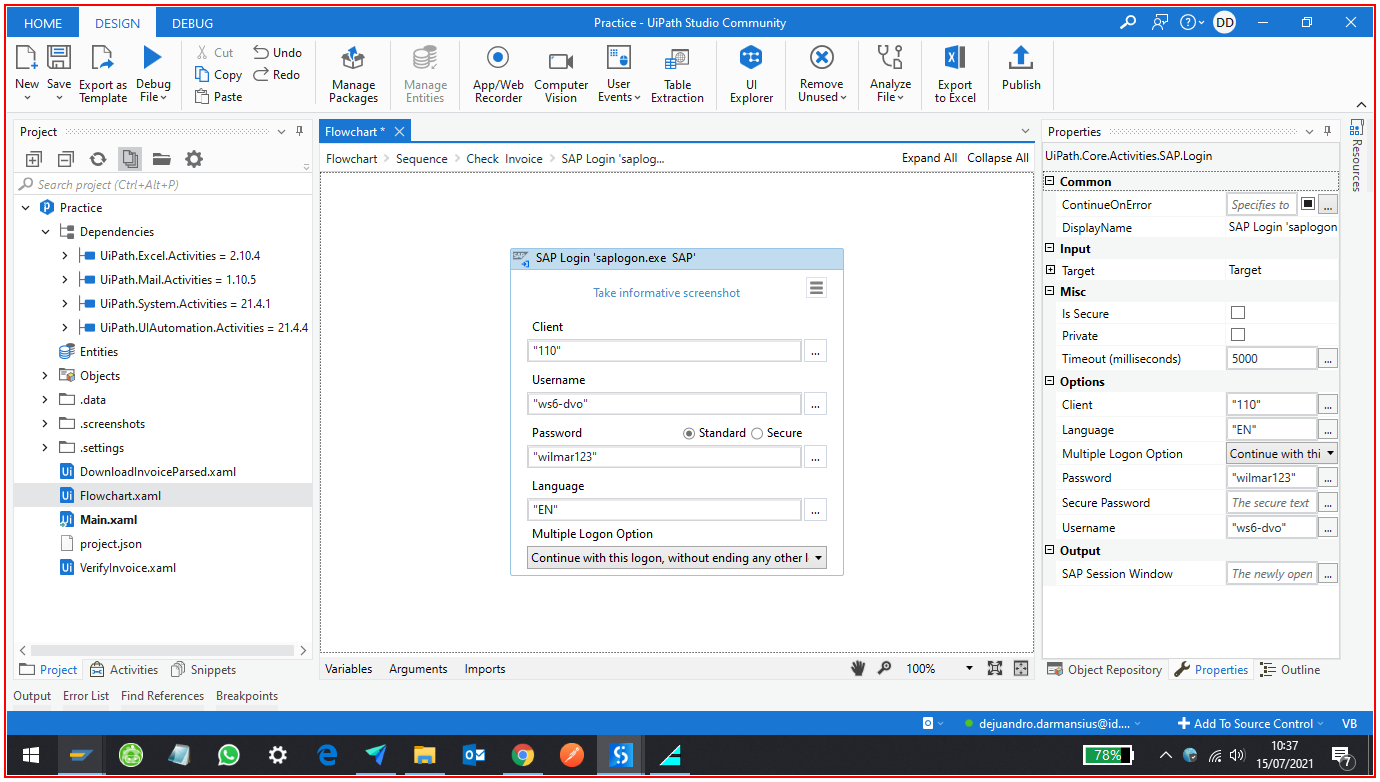 HOME DESIGN DEBUG Practice - UiPath Studio Community DD
New Save Export as Template Debug File Cut Copy Paste Undo Redo Manage Packages Manage Entities App/Web Recorder Computer Vision User Events Table Extraction UI Explorer Remove Unused Analyze File Export to Excel Publish
Project
Search project (Ctrl+Alt+P)
Practice
Dependencies
UiPath.Excel.Activities = 2.10.4
UiPath.Mail.Activities = 1.10.5
UiPath.System.Activities = 21.4.1
UiPath.UIAutomation.Activities = 21.4.4
Entities
Objects
.data
.screenshots
.settings
DownloadInvoiceParsed.xaml
Flowchart.xaml
Main.xaml
project.json
VerifyInvoice.xaml
Project Activities Snippets
Flowchart *
Flowchart > Sequence > Check Invoice > SAP Login 'saplog... Expand All Collapse All
SAP Login 'saplogon.exe SAP'
Take informative screenshot
Client
"110" ...
Username
"ws6-dvo" ...
Password Standard Secure
"wilmar123" ...
Language
"EN" ...
Multiple Logon Option
Continue with this logon, without ending any other l
Variables Arguments Imports 100%
Properties
UiPath.Core.Activities.SAP.Login
Common
ContinueOnError Specifies to ...
DisplayName SAP Login 'saplogon
Input
Target Target
Misc
Is Secure
Private
Timeout (milliseconds) 5000 ...
Options
Client "110" ...
Language "EN" ...
Multiple Logon Option Continue with thi
Password "wilmar123" ...
Secure Password The secure text ...
Username "ws6-dvo" ...
Output
SAP Session Window The newly open ...
Object Repository Properties Outline
Resources
Output Error List Find References Breakpoints
dejuandro.darmansius@id.... Add To Source Control VB
78% 10:37
15/07/2021 7